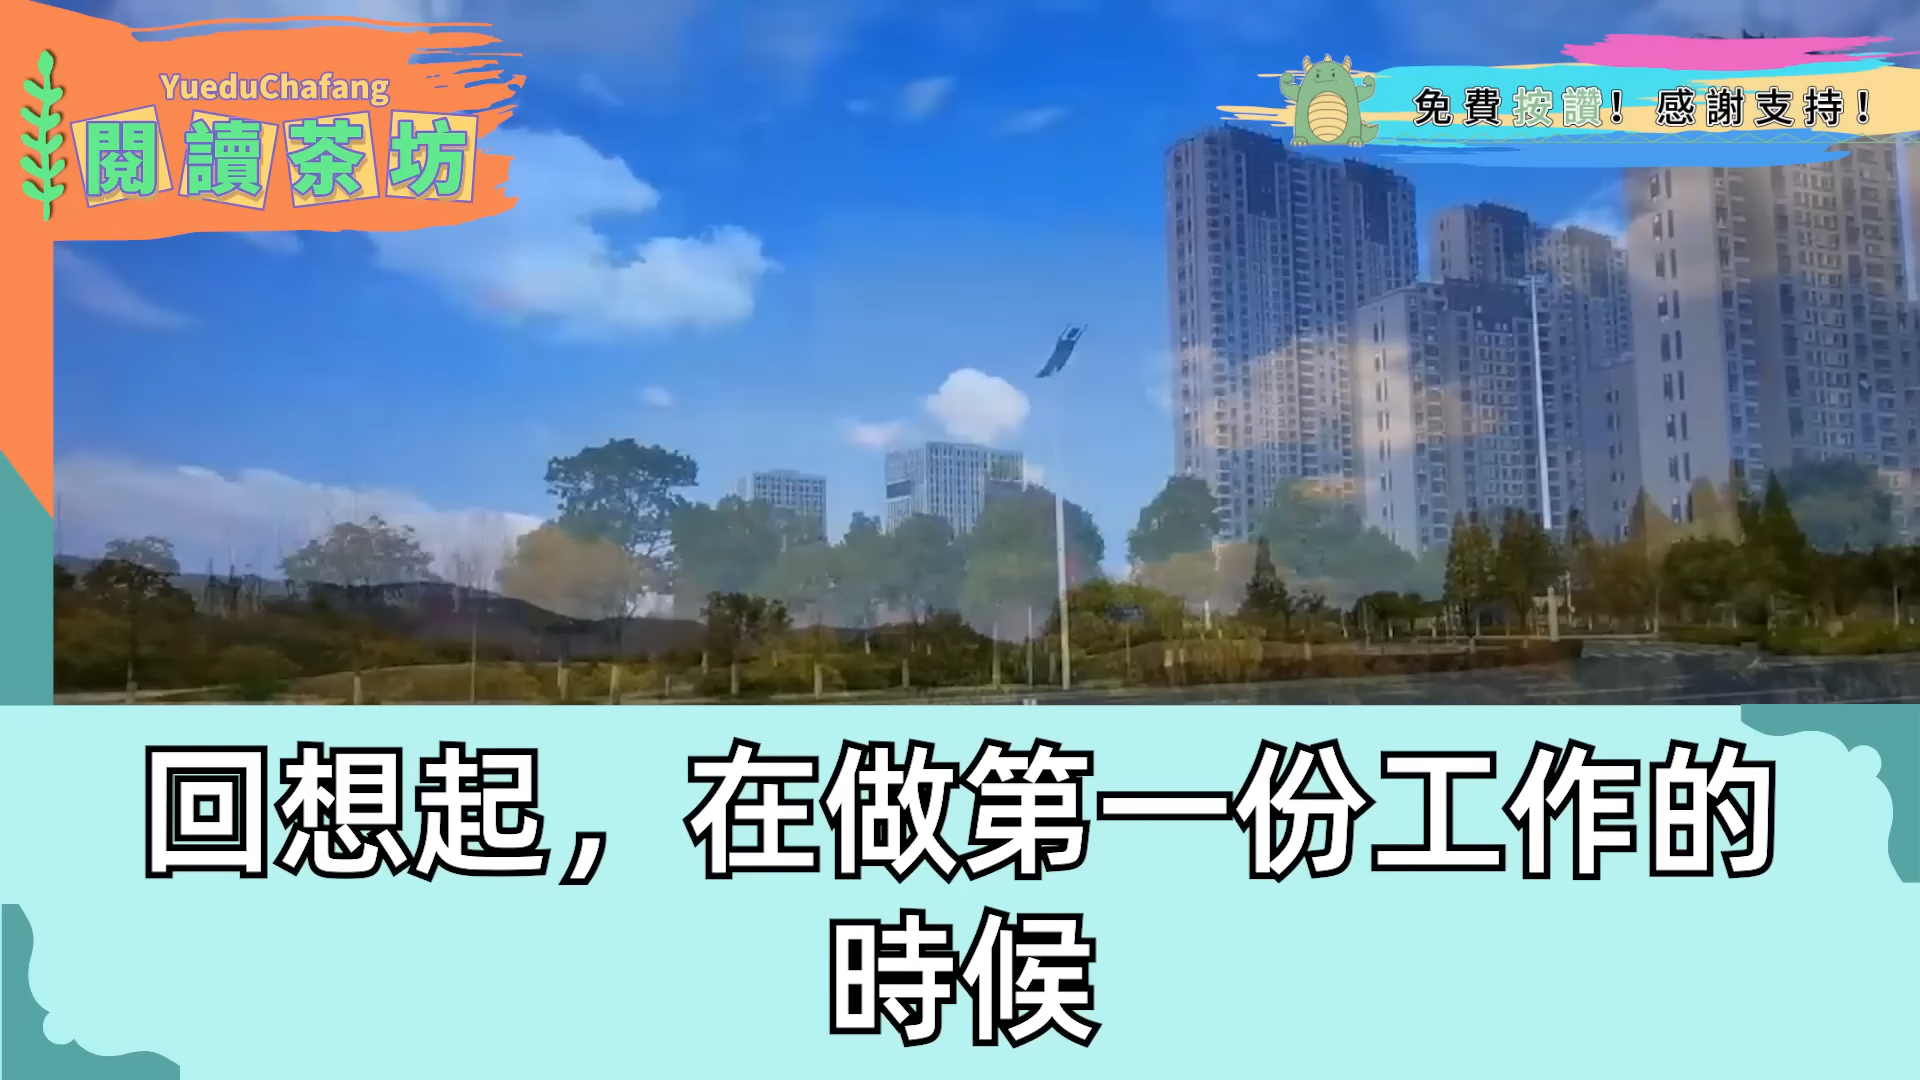 YueduChafang
閱讀茶坊
免費按讚！感謝支持！
回想起，在做第一份工作的
時候